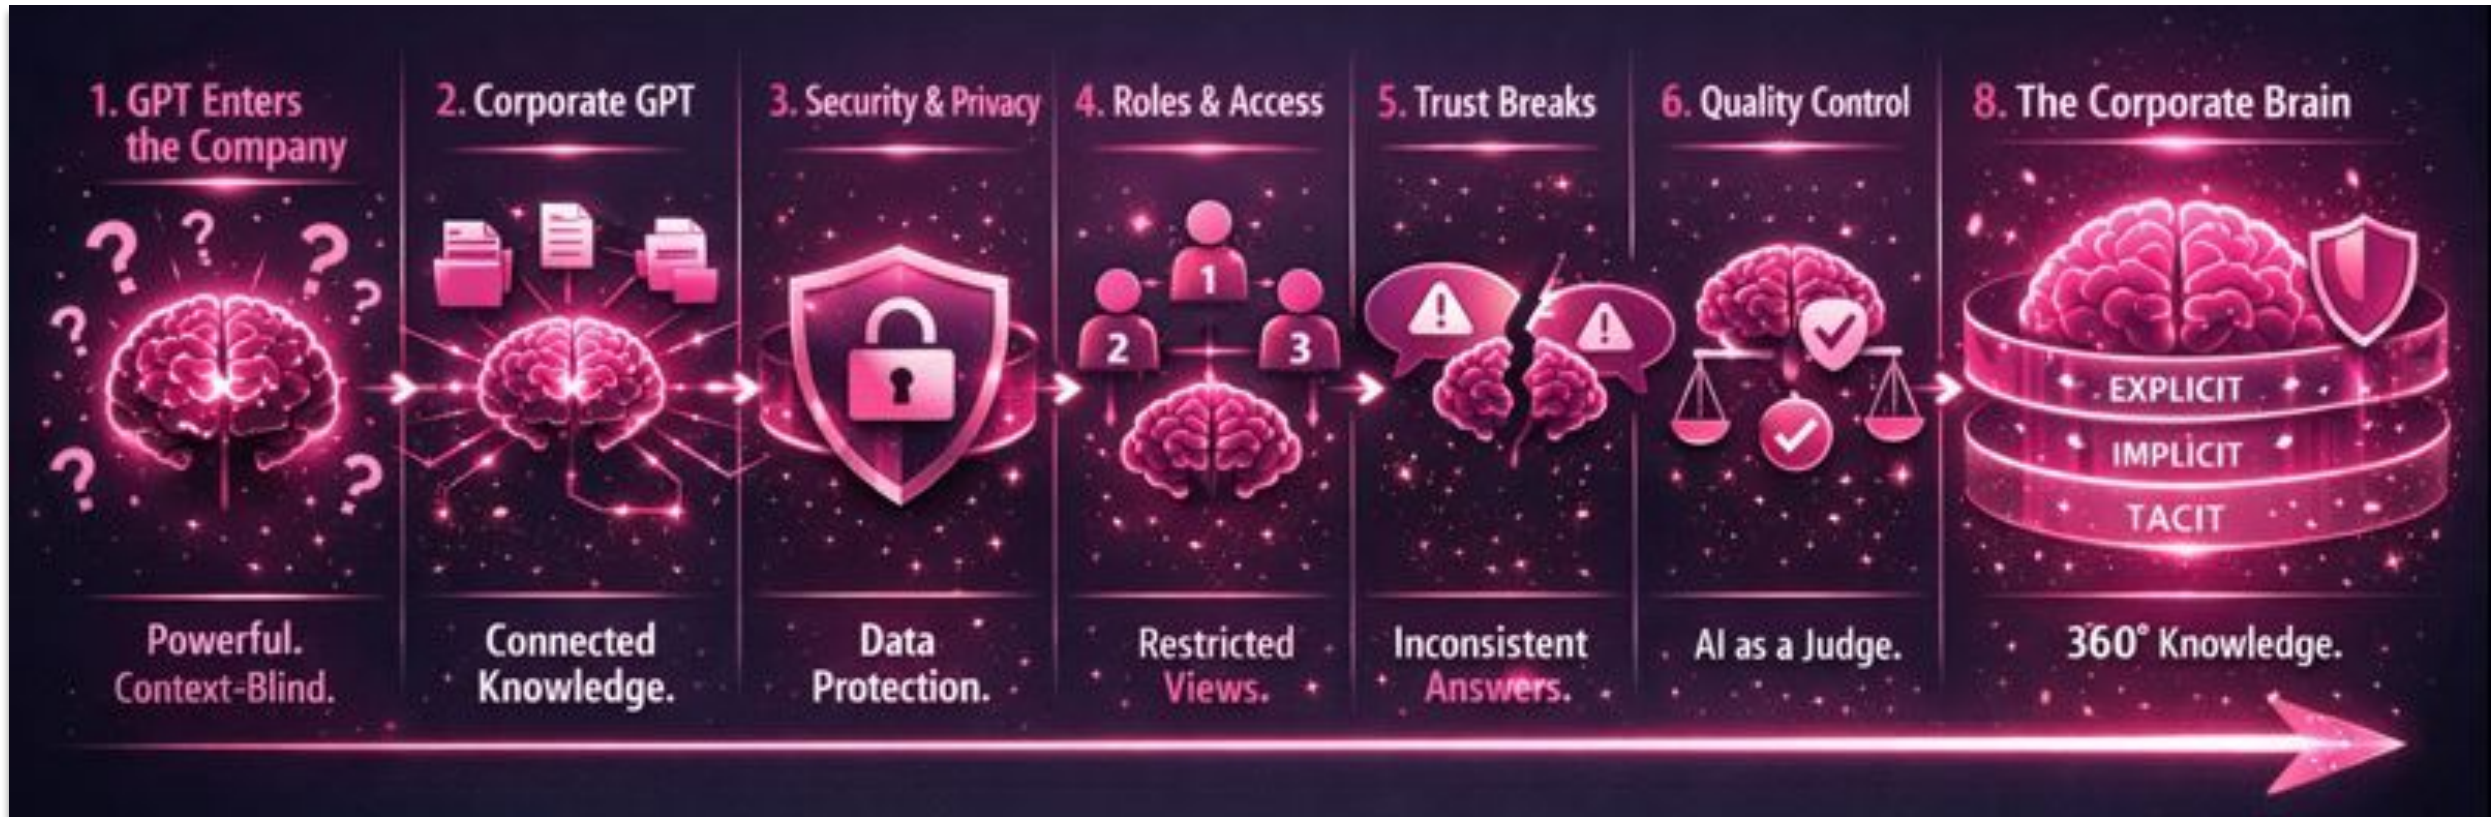 1. GPT Enters
the Company
2. Corporate GPT
3. Security & Privacy
4. Roles & Access
5. Trust Breaks
6. Quality Control
8. The Corporate Brain
1
2
3
EXPLICIT
IMPLICIT
TACIT
Powerful.
Context-Blind.
Connected
Knowledge.
Data
Protection.
Restricted
Views.
Inconsistent
Answers.
AI as a Judge.
360° Knowledge.